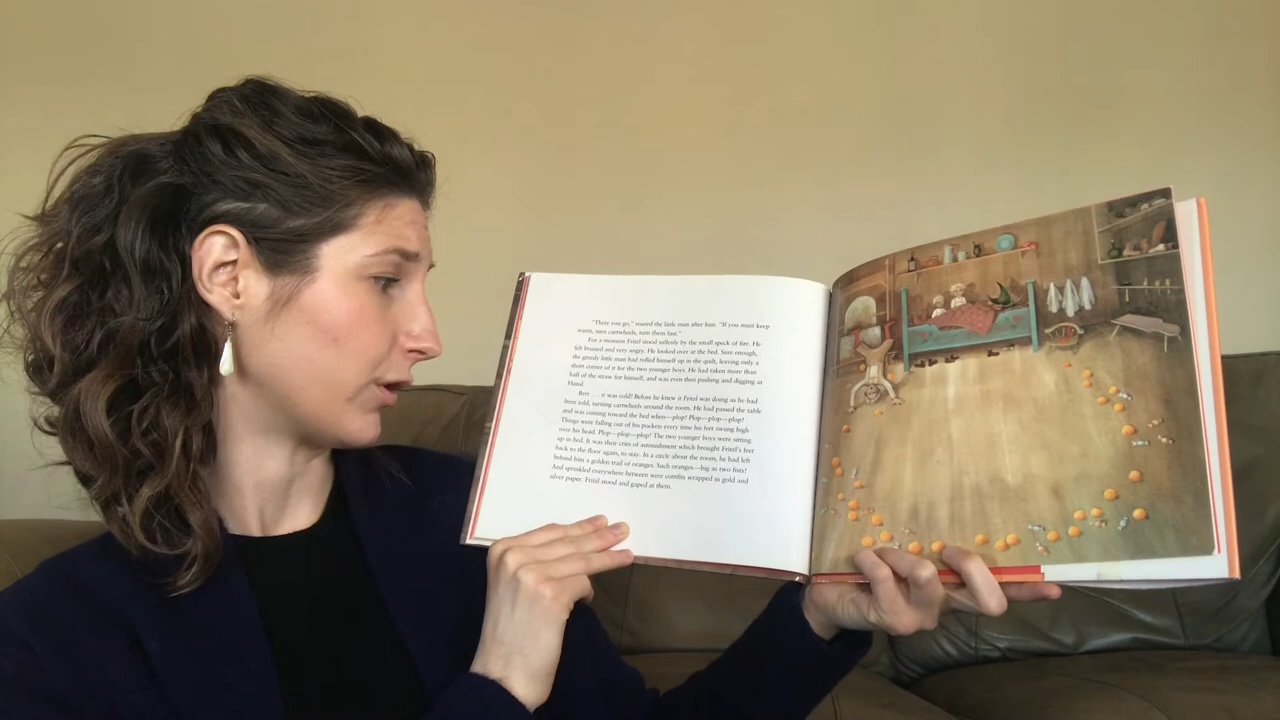 "There you go," roared the little man after him. "If you must keep
warm, turn cartwheels, turn them fast."
For a moment Fritzl stood sullenly by the small speck of fire. He
felt bruised and very angry. He looked over at the bed. Sure enough,
the greedy little man had rolled himself up in the quilt, leaving only a
short corner of it for the two younger boys. He had taken more than
half of the straw for himself, and was even then pushing and digging at
Hansl.
Brrr . . . it was cold! Before he knew it Fritzl was doing as he had
been told, turning cartwheels around the room. He had passed the table
and was coming toward the bed when—plop! Plop—plop—plop!
Things were falling out of his pockets every time his feet swung high
over his head. Plop—plop—plop! The two younger boys were sitting
up in bed. It was their cries of astonishment which brought Fritzl's feet
back to the floor again, to stay. In a circle about the room, he had left
behind him a golden trail of oranges. Such oranges—big as two fists!
And sprinkled everywhere between were comfits wrapped in gold and
silver paper. Fritzl stood and gaped at them.